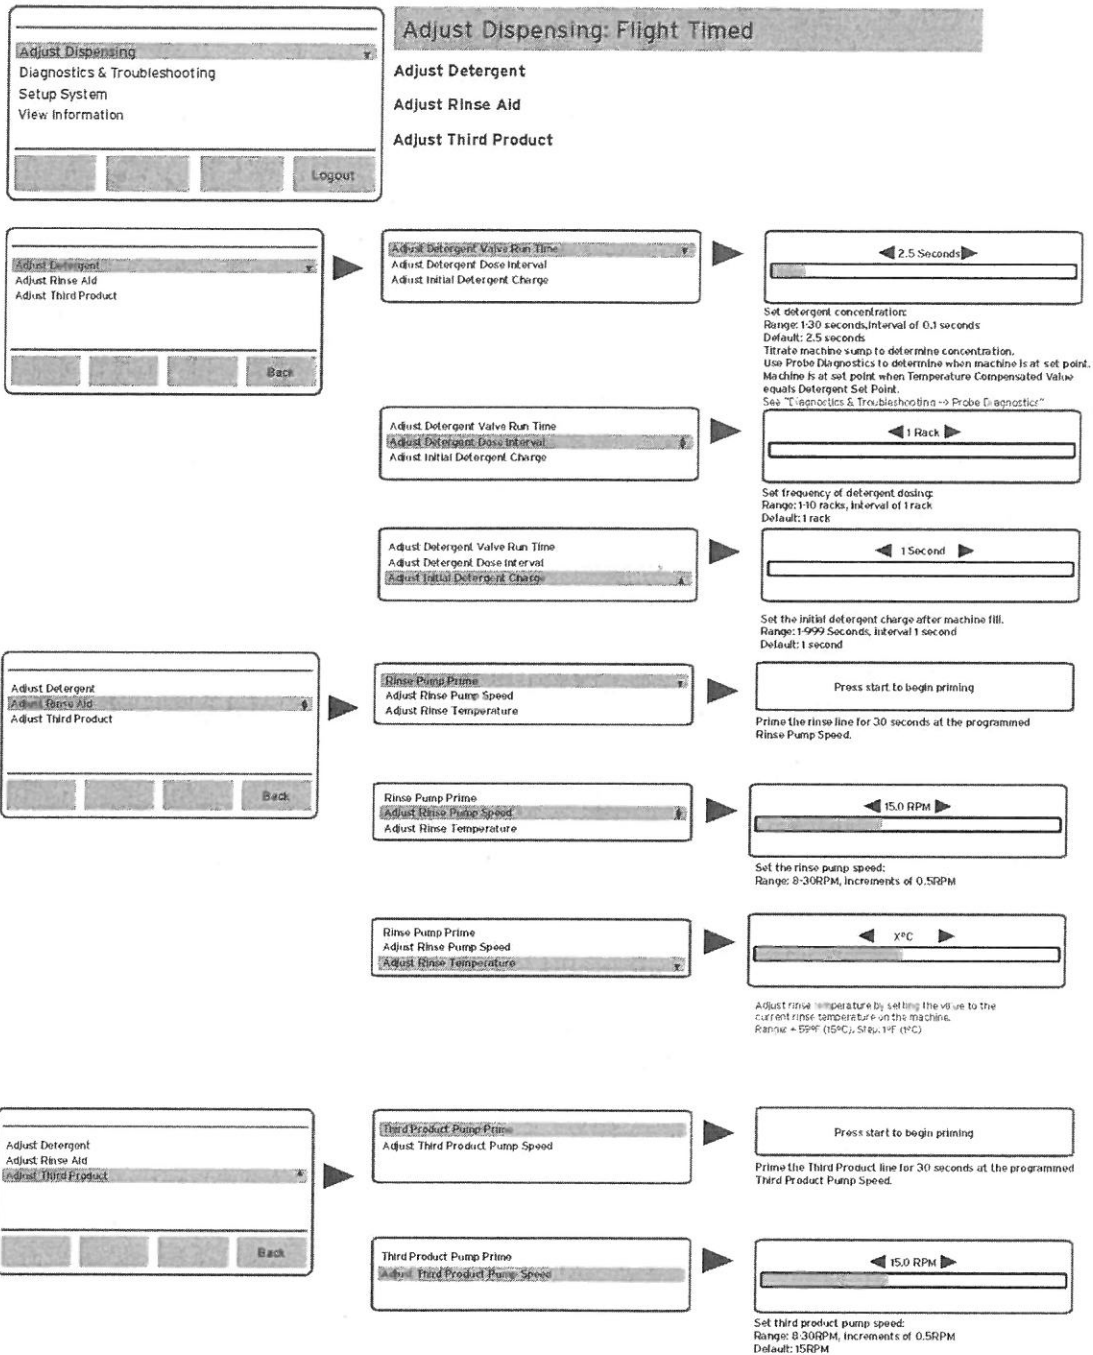 Adjust Dispensing: Flight Timed
Adjust Dispensing
Diagnostics & Troubleshooting
Setup System
View Information
Logout
Adjust Detergent
Adjust Rinse Aid
Adjust Third Product
Adjust Detergent
Adjust Rinse Aid
Adjust Third Product
Back
Adjust Detergent Valve Run Time
Adjust Detergent Dose Interval
Adjust Initial Detergent Charge
2.5 Seconds
Set detergent concentration:
Range: 1-30 seconds,Interval of 0.1 seconds
Default: 2.5 seconds
Titrate machine sump to determine concentration.
Use Probe Diagnostics to determine when machine is at set point.
Machine is at set point when Temperature Compensated Value
equals Detergent Set Point.
See "Diagnostics & Troubleshooting -> Probe Diagnostics"
Adjust Detergent Valve Run Time
Adjust Detergent Dose Interval
Adjust Initial Detergent Charge
1 Rack
Set frequency of detergent dosing:
Range: 1-10 racks, interval of 1 rack
Default: 1 rack
Adjust Detergent Valve Run Time
Adjust Detergent Dose Interval
Adjust Initial Detergent Charge
1 Second
Set the initial detergent charge after machine fill.
Range: 1-999 Seconds, interval 1 second
Default: 1 second
Adjust Detergent
Adjust Rinse Aid
Adjust Third Product
Back
Rinse Pump Prime
Adjust Rinse Pump Speed
Adjust Rinse Temperature
Press start to begin priming
Prime the rinse line for 30 seconds at the programmed
Rinse Pump Speed.
Rinse Pump Prime
Adjust Rinse Pump Speed
Adjust Rinse Temperature
15.0 RPM
Set the rinse pump speed:
Range: 8-30RPM, increments of 0.5RPM
Rinse Pump Prime
Adjust Rinse Pump Speed
Adjust Rinse Temperature
X°C
Adjust rinse temperature by setting the value to the
current rinse temperature on the machine.
Range: + 59°F (15°C), Step: 1°F (1°C)
Adjust Detergent
Adjust Rinse Aid
Adjust Third Product
Back
Third Product Pump Prime
Adjust Third Product Pump Speed
Press start to begin priming
Prime the Third Product line for 30 seconds at the programmed
Third Product Pump Speed.
Third Product Pump Prime
Adjust Third Product Pump Speed
15.0 RPM
Set third product pump speed:
Range: 8-30RPM, increments of 0.5RPM
Default: 15RPM